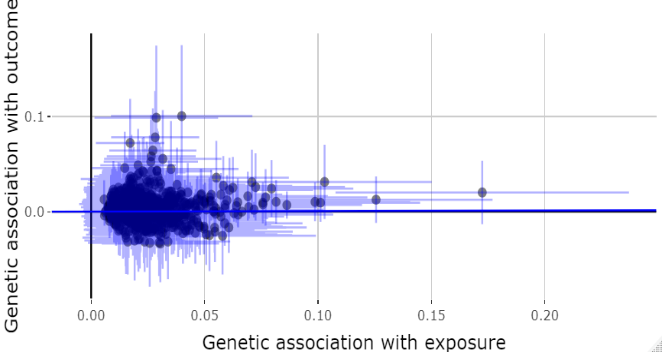 Genetic association with outcome
0.1
0.0
0.00 0.05 0.10 0.15 0.20
Genetic association with exposure